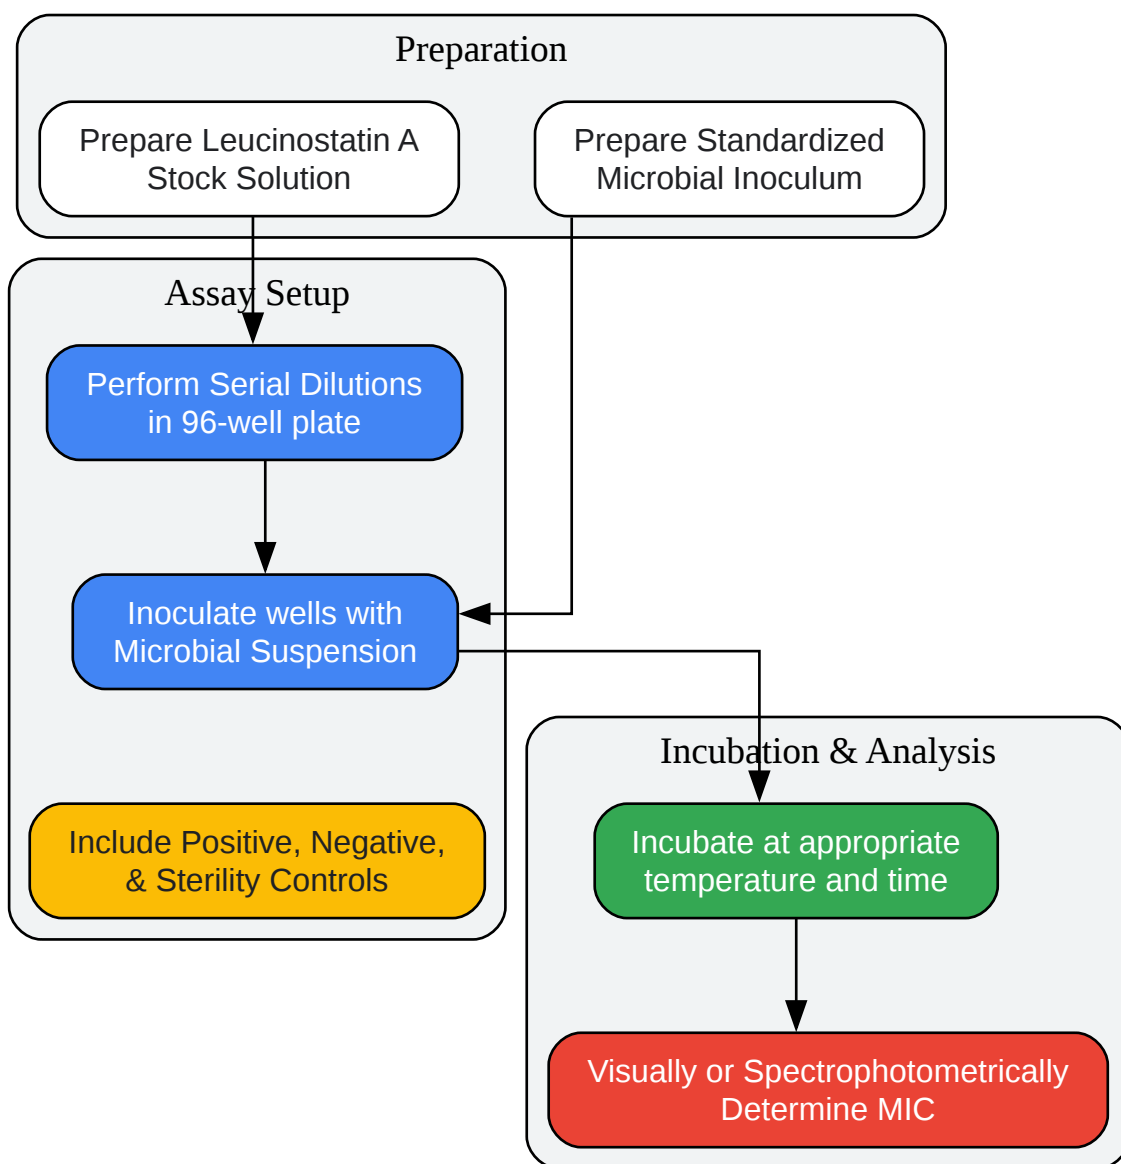 Preparation
Prepare Leucinostatin A
Stock Solution
Prepare Standardized
Microbial Inoculum
Assay Setup
Perform Serial Dilutions
in 96-well plate
Inoculate wells with
Microbial Suspension
Include Positive, Negative,
& Sterility Controls
Incubation & Analysis
Incubate at appropriate
temperature and time
Visually or Spectrophotometrically
Determine MIC